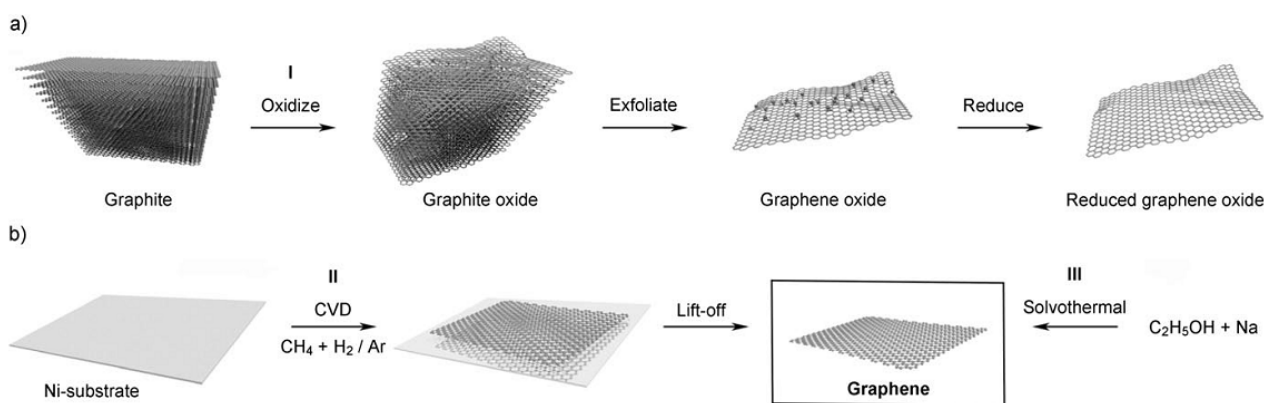 a)
I
Oxidize
Exfoliate
Reduce
Graphite
Graphite oxide
Graphene oxide
Reduced graphene oxide
b)
II
CVD
CH₄ + H₂ / Ar
Lift-off
III
Solvothermal
C₂H₅OH + Na
Ni-substrate
Graphene